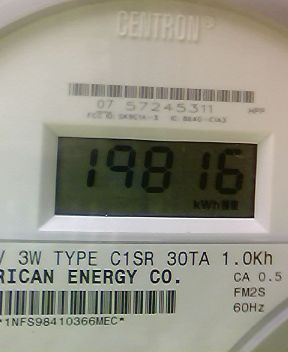 CENTRON®
07 57245311
HPP
19816
kWh
V 3W TYPE C1SR 30TA 1.0Kh
RICAN ENERGY CO.
CA 0.5
FM2S
60Hz
*1NFS98410366MEC*